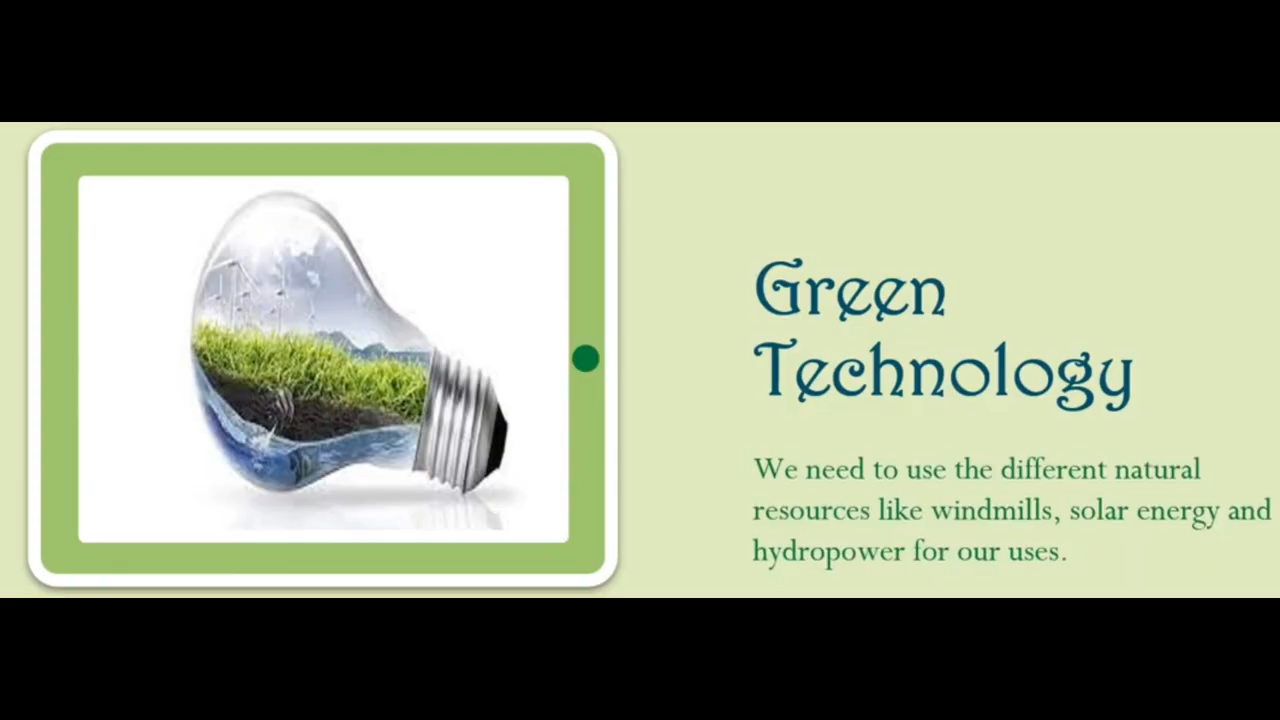 Green
Technology
We need to use the different natural
resources like windmills, solar energy and
hydropower for our uses.